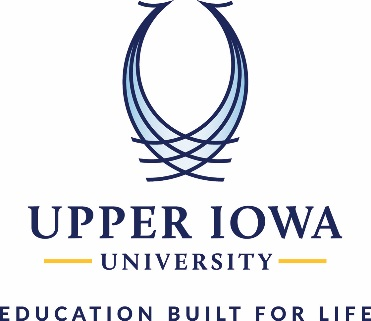 UPPER IOWA
UNIVERSITY
EDUCATION BUILT FOR LIFE